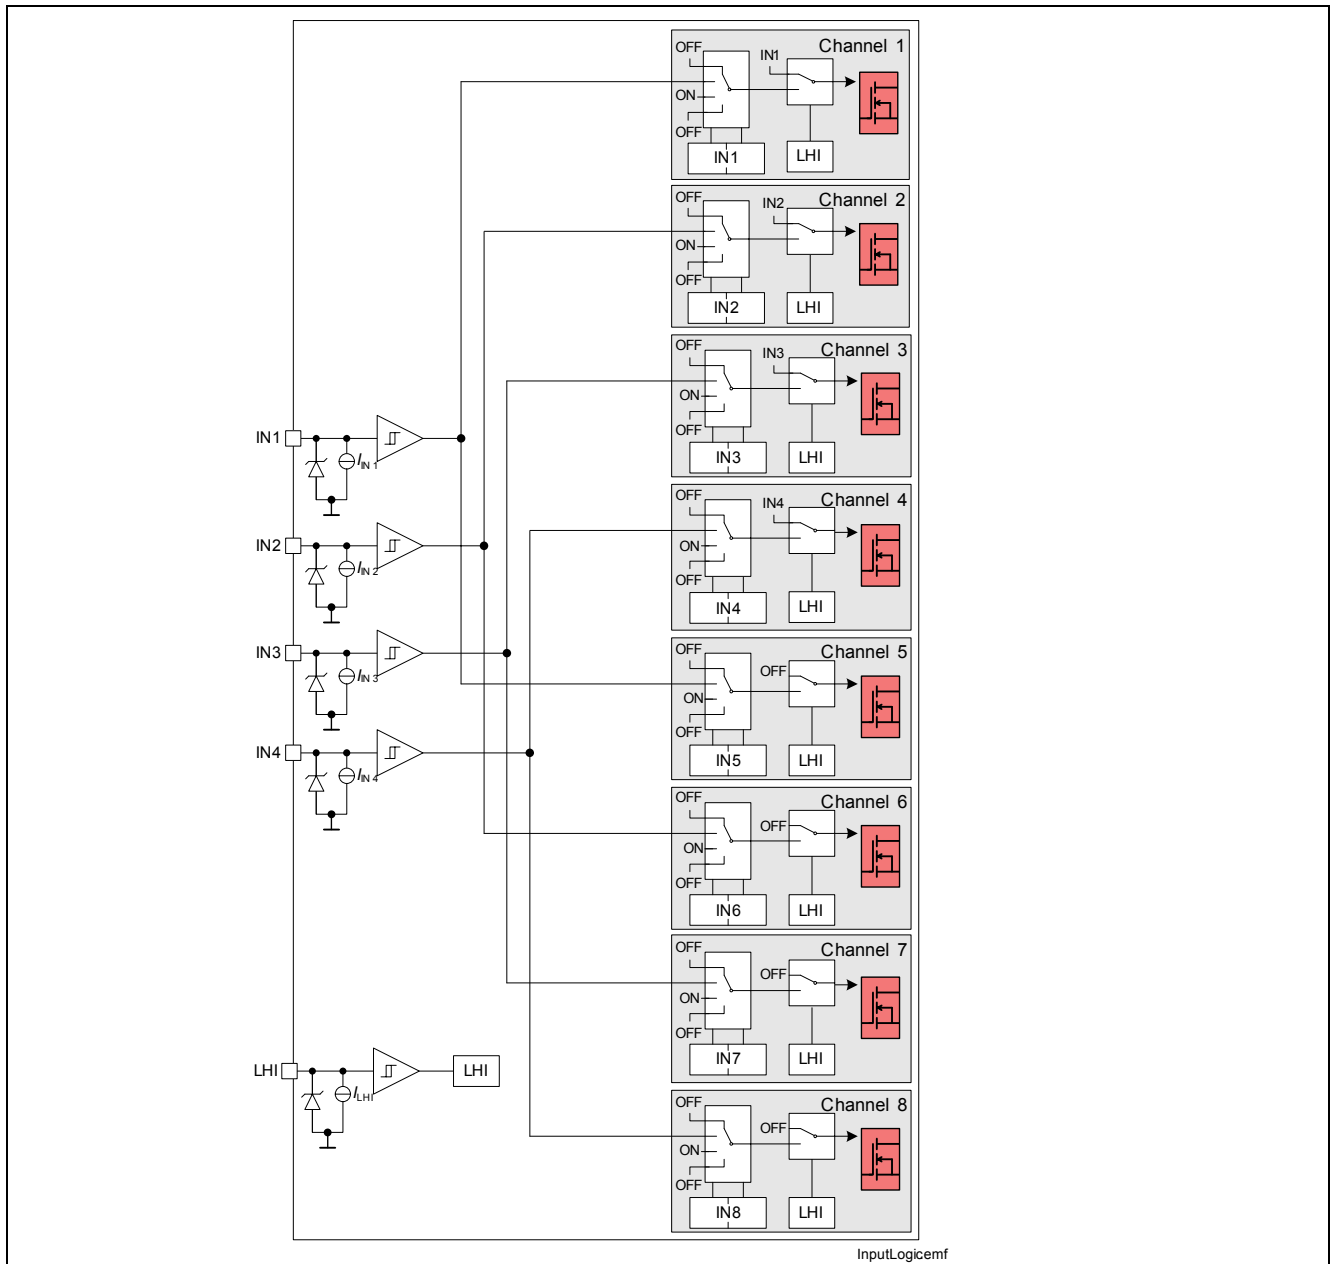 OFF
Channel 1
IN1
ON
OFF
IN1
LHI
OFF
Channel 2
IN2
ON
OFF
IN2
LHI
OFF
Channel 3
IN3
ON
OFF
IN3
LHI
OFF
Channel 4
IN4
ON
OFF
IN4
LHI
OFF
Channel 5
OFF
ON
OFF
IN5
LHI
OFF
Channel 6
OFF
ON
OFF
IN6
LHI
OFF
Channel 7
OFF
ON
OFF
IN7
LHI
OFF
Channel 8
OFF
ON
OFF
IN8
LHI
IN1
IIN 1
IN2
IIN 2
IN3
IIN 3
IN4
IIN 4
LHI
ILHI
LHI
InputLogicemf